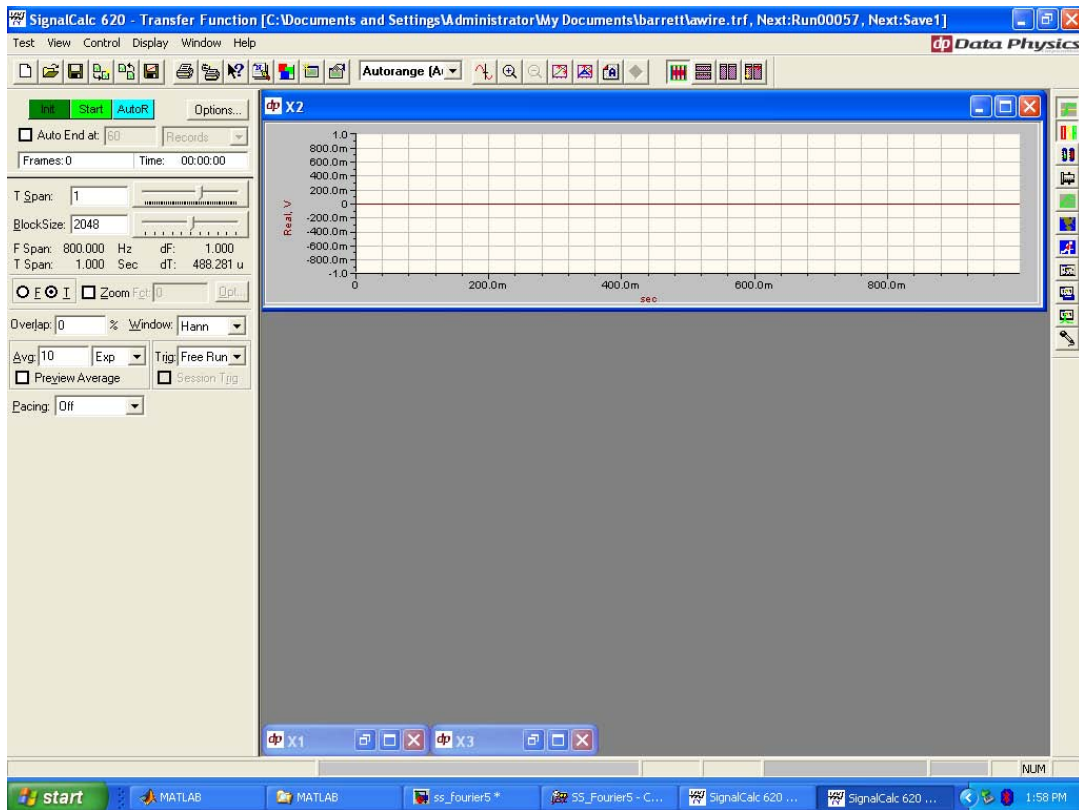 SignalCalc 620 - Transfer Function [C:\Documents and Settings\Administrator\My Documents\barrett\awire.trf, Next:Run00057, Next:Save1]
Test View Control Display Window Help
dp Data Physics
Autorange (A
Init Start AutoR Options...
Auto End at: 60 Records
Frames: 0 Time: 00:00:00
T Span: 1
BlockSize: 2048
F Span: 800.000 Hz dF: 1.000
T Span: 1.000 Sec dT: 488.281 u
F T Zoom Fct: 0 Opt...
Overlap: 0 % Window: Hann
Avg: 10 Exp Trig: Free Run
Preview Average Session Trig
Pacing: Off
dp X2
1.0
800.0m
600.0m
400.0m
200.0m
0
-200.0m
-400.0m
-600.0m
-800.0m
-1.0
Real, V
0 200.0m 400.0m 600.0m 800.0m
sec
dp X1 dp X3
NUM
start MATLAB MATLAB ss_fourier5 * SS_Fourier5 - C... SignalCalc 620 ... SignalCalc 620 ... 1:58 PM